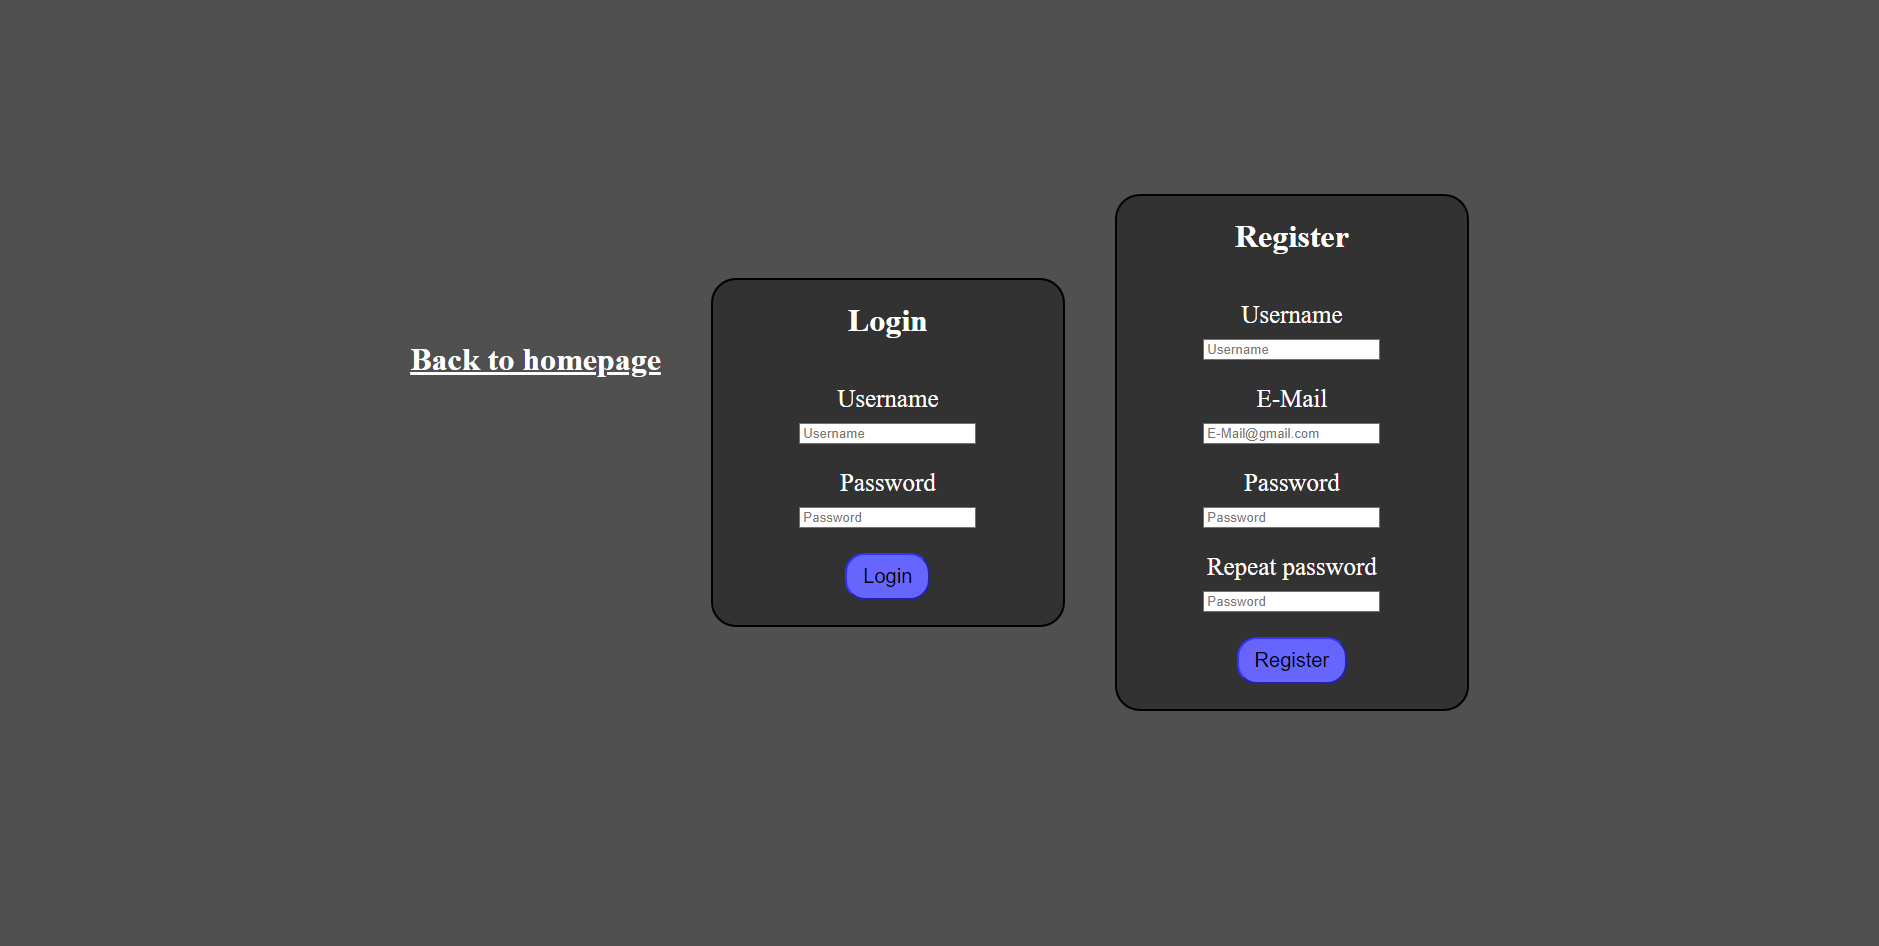 Back to homepage
Login
Username
Username
Password
Password
Login
Register
Username
Username
E-Mail
E-Mail@gmail.com
Password
Password
Repeat password
Password
Register